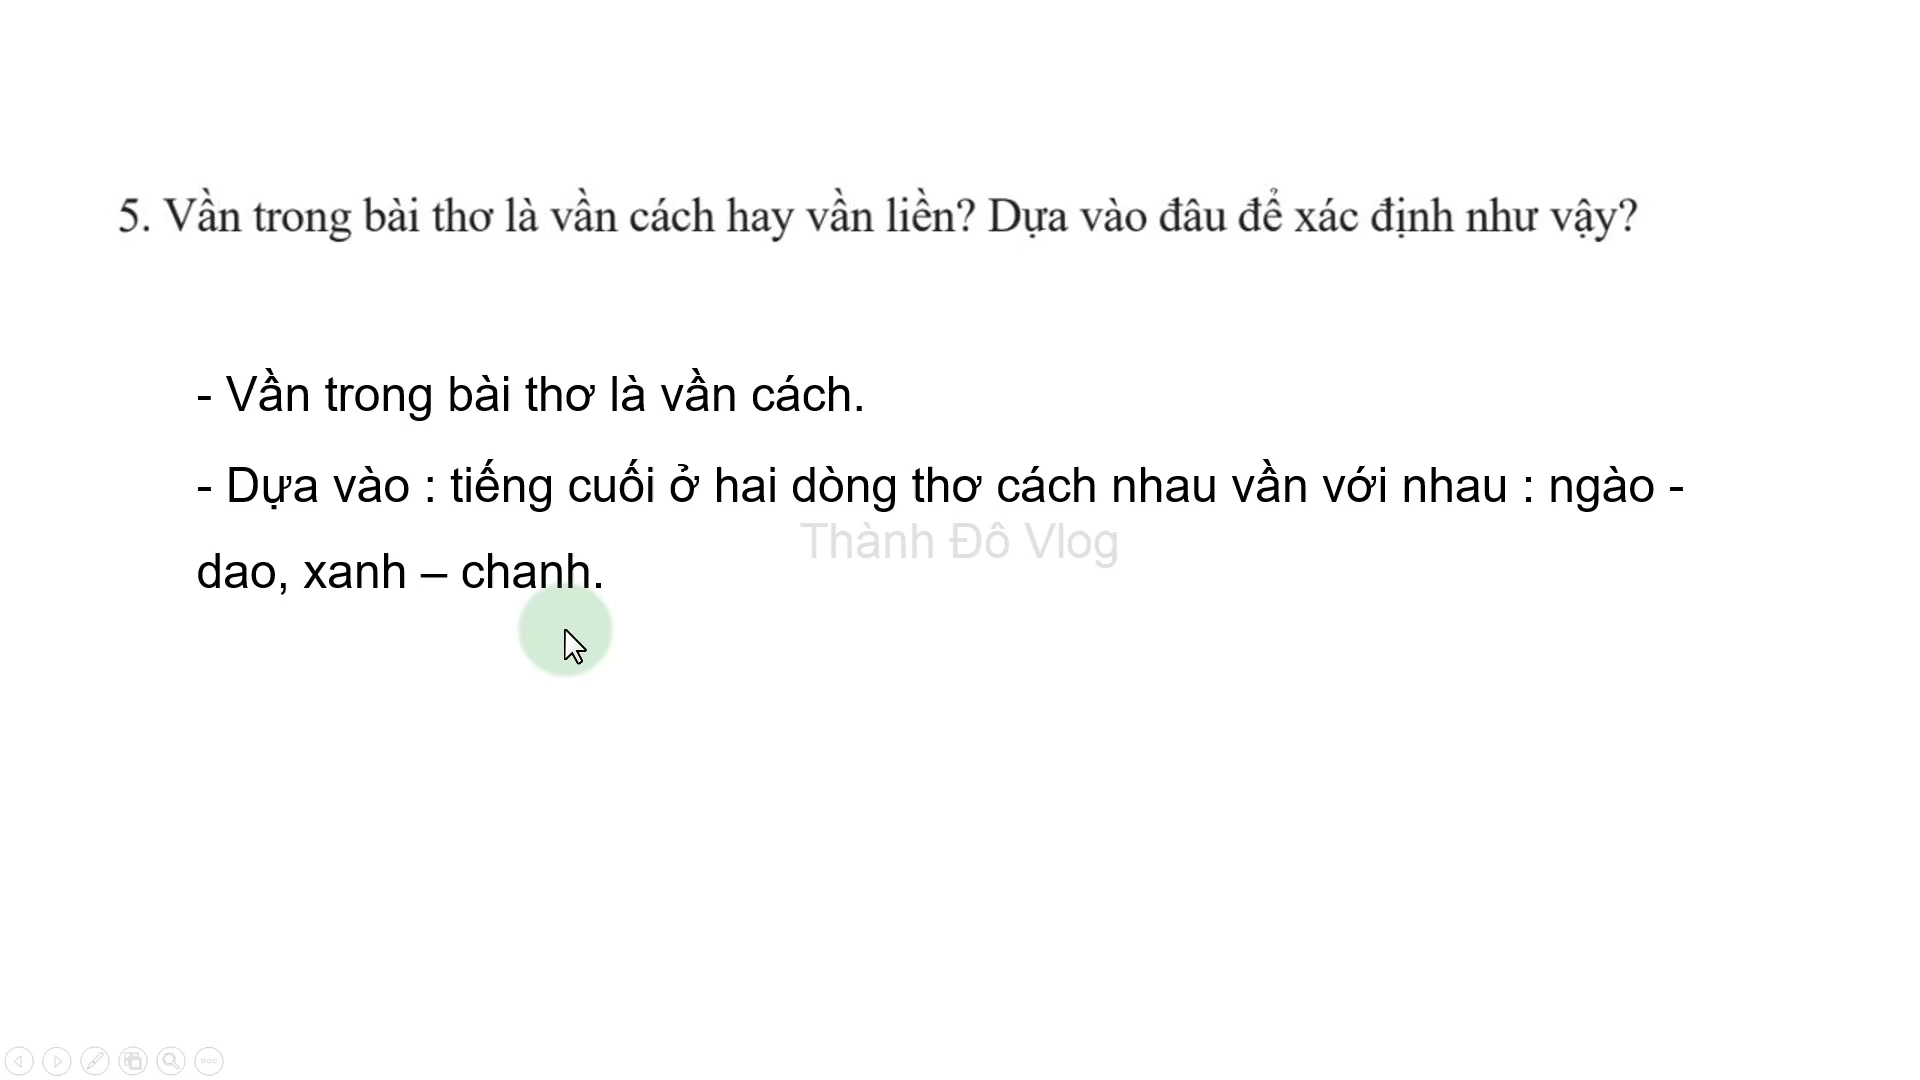 5. Vần trong bài thơ là vần cách hay vần liền? Dựa vào đâu để xác định như vậy?
- Vần trong bài thơ là vần cách.
- Dựa vào : tiếng cuối ở hai dòng thơ cách nhau vần với nhau : ngào -
Thành Đô Vlog
dao, xanh – chanh.